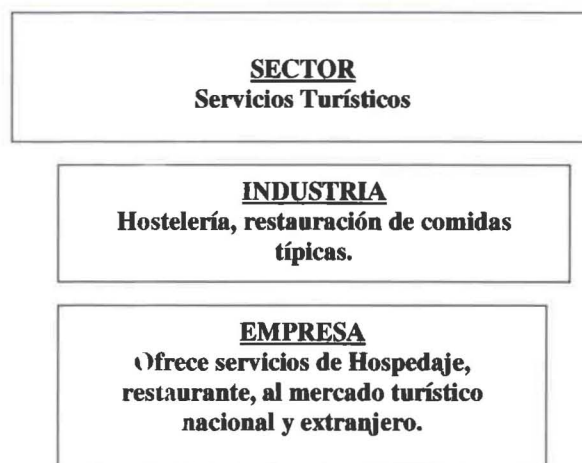 SECTOR
Servicios Turísticos
INDUSTRIA
Hostelería, restauración de comidas
típicas.
EMPRESA
Ofrece servicios de Hospedaje,
restaurante, al mercado turístico
nacional y extranjero.